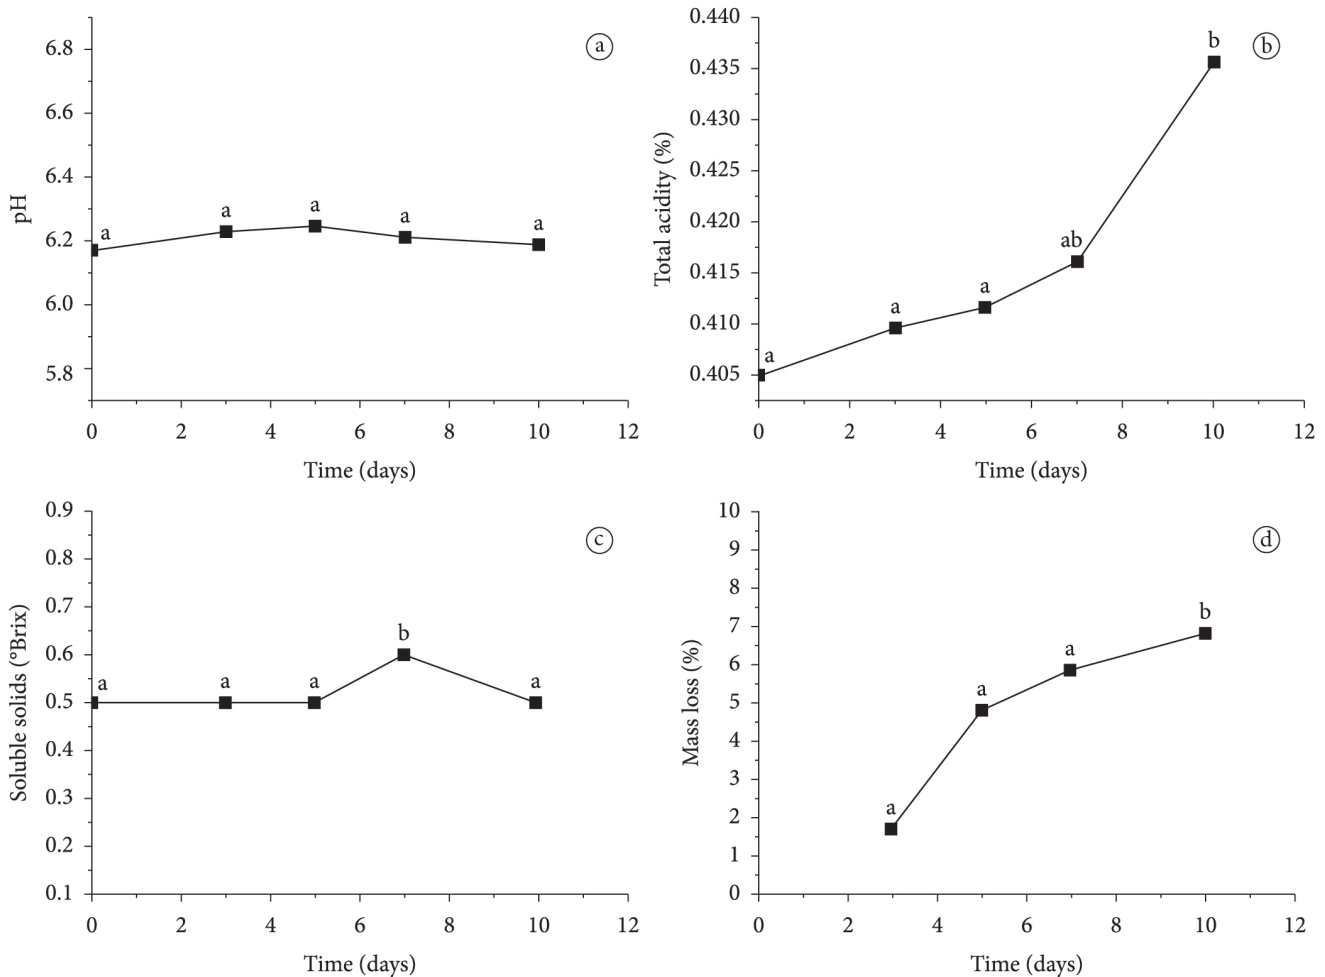 6.8
6.6
6.4
6.2
6.0
5.8
pH
a
a
a
a
a
a
0 2 4 6 8 10 12
Time (days)
0.440
0.435
0.430
0.425
0.420
0.415
0.410
0.405
Total acidity (%)
a
a
a
ab
b
b
0 2 4 6 8 10 12
Time (days)
0.9
0.8
0.7
0.6
0.5
0.4
0.3
0.2
0.1
Soluble solids (°Brix)
a
a
a
b
a
c
0 2 4 6 8 10 12
Time (days)
10
9
8
7
6
5
4
3
2
1
0
Mass loss (%)
a
a
a
b
d
0 2 4 6 8 10 12
Time (days)